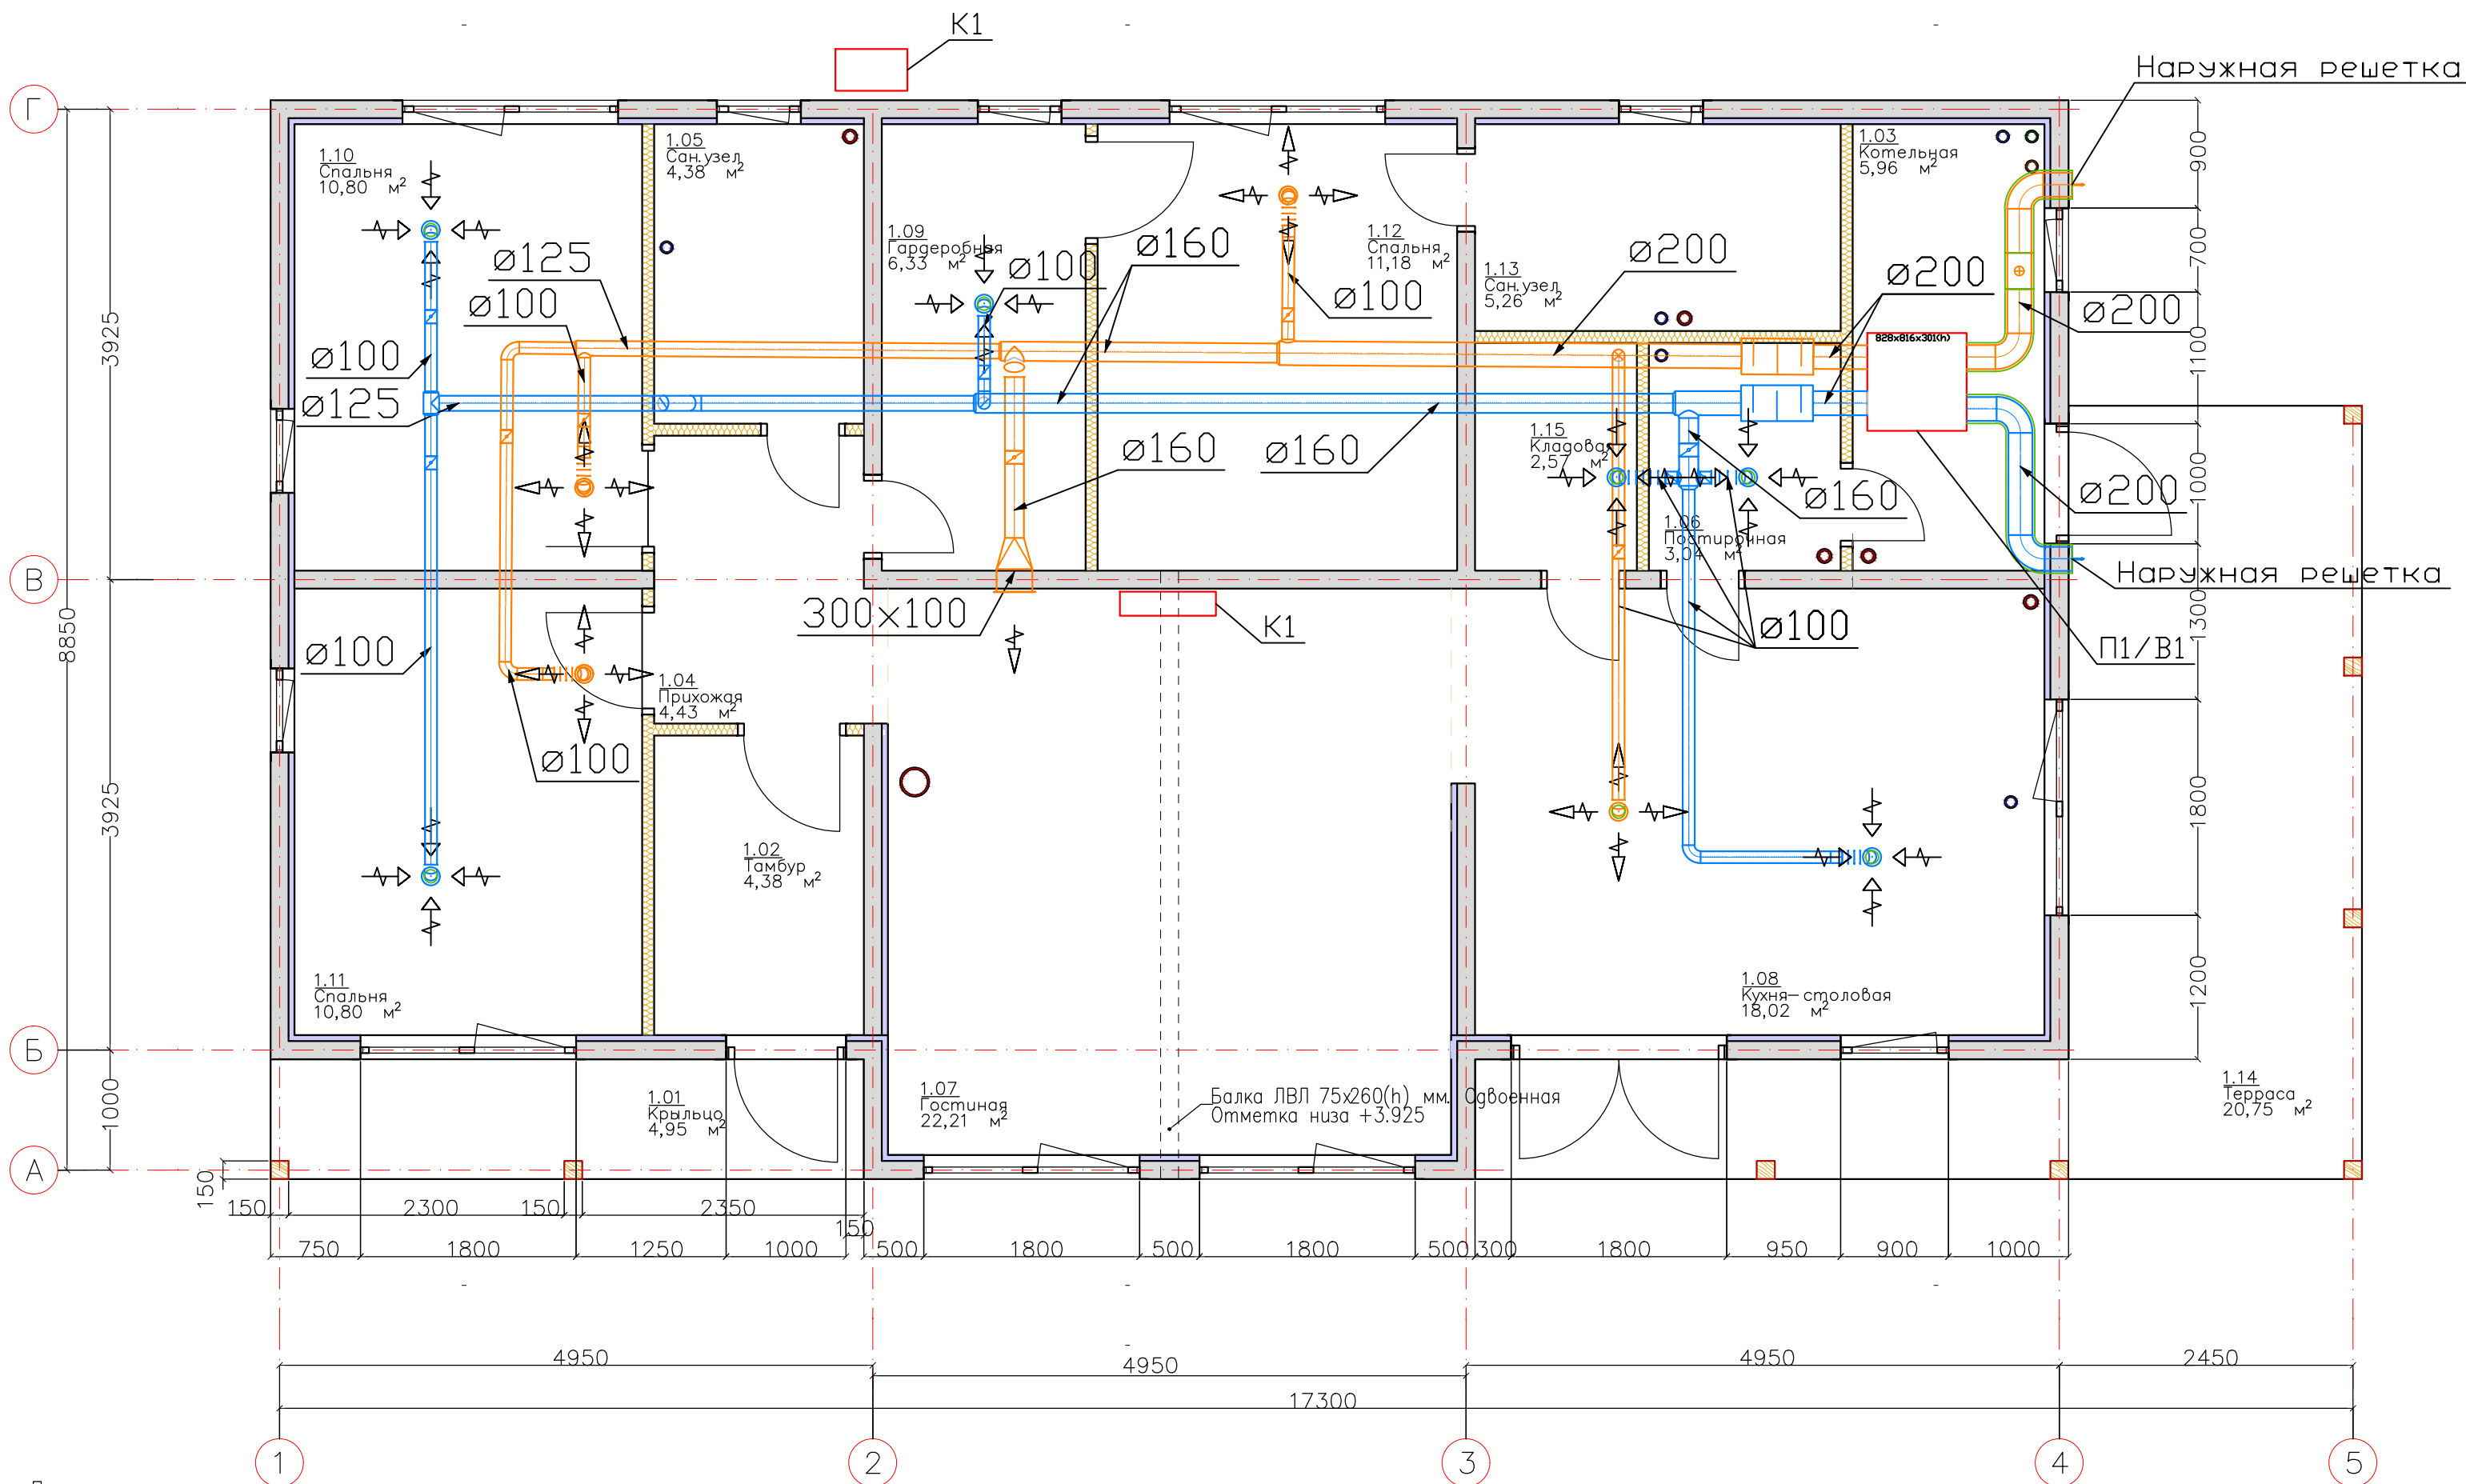 К1
Наружная решетка
Г
1.10
Спальня
10,80 м²
1.05
Сан.узел
4,38 м²
1.03
Котельная
5,96 м²
900
1.09
Гардеробная
6,33 м²
1.12
Спальня
11,18 м²
1.13
Сан.узел
5,26 м²
700
ø125
ø100
ø160
ø200
ø200
ø100
ø100
ø200
828x816x301(h)
3925
1100
ø100
ø125
1.15
Кладовая
2,57 м²
ø160
ø160
ø160
ø200
1000
1.06
Постирочная
3,04 м²
В
Наружная решетка
300x100
К1
ø100
П1/В1
1300
8850
ø100
1.04
Прихожая
4,43 м²
ø100
3925
1800
1.02
Тамбур
4,38 м²
1.11
Спальня
10,80 м²
1.08
Кухня-столовая
18,02 м²
1200
Б
1000
1.01
Крыльцо
4,95 м²
1.07
Гостиная
22,21 м²
Балка ЛВЛ 75x260(h) мм. Сдвоенная
Отметка низа +3.925
1.14
Терраса
20,75 м²
А
150
150 2300 150 2350
150
750 1800 1250 1000 500 1800 500 1800 500 300 1800 950 900 1000
4950 4950 4950 2450
17300
1 2 3 4 5